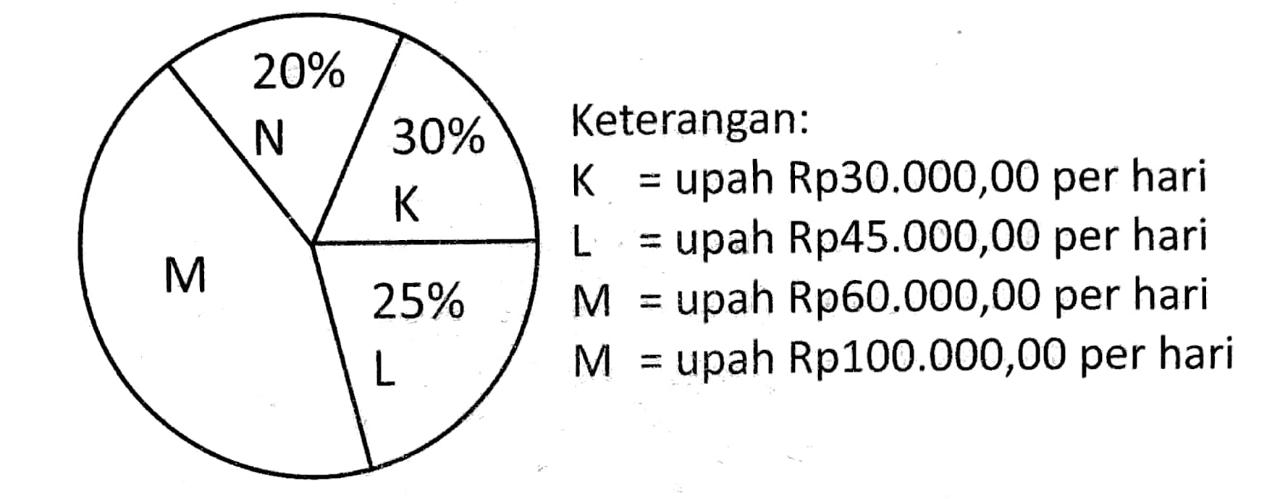 20%
N
30%
K
M
25%
L
Keterangan:
K = upah Rp30.000,00 per hari
L = upah Rp45.000,00 per hari
M = upah Rp60.000,00 per hari
M = upah Rp100.000,00 per hari